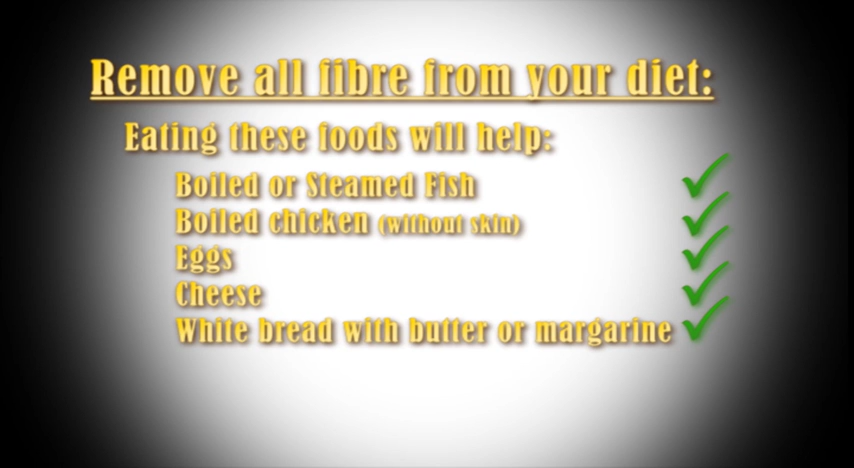 Remove all fibre from your diet:
Eating these foods will help:
Boiled or Steamed Fish
Boiled chicken (without skin)
Eggs
Cheese
White bread with butter or margarine